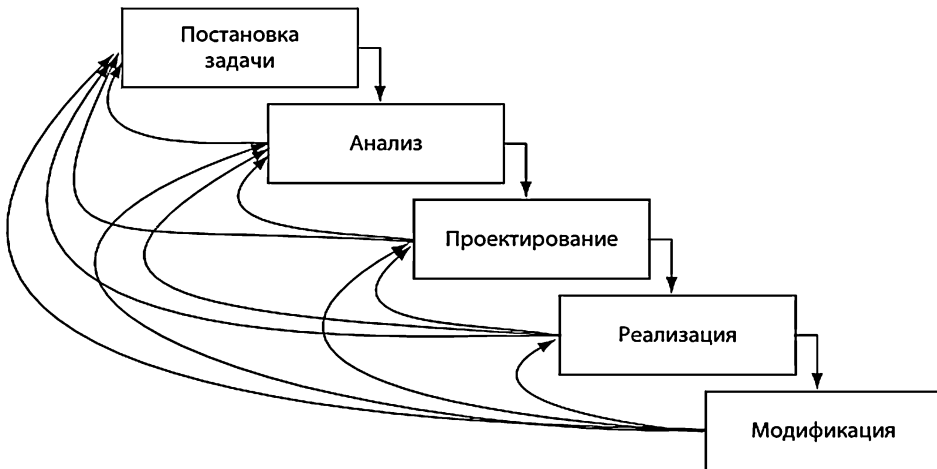 Постановка
задачи
Анализ
Проектирование
Реализация
Модификация